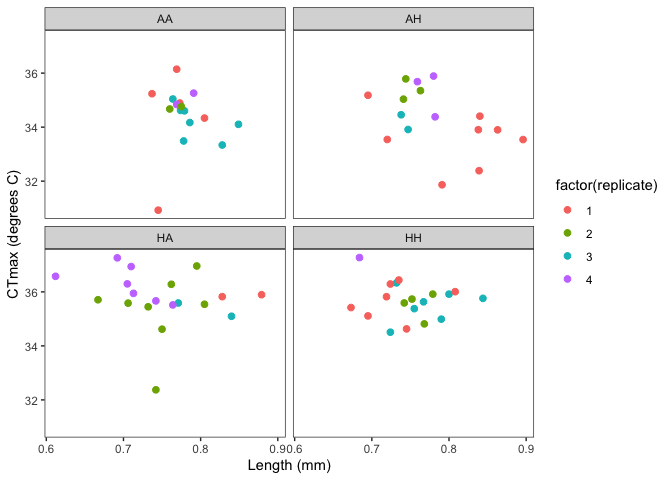 AA
AH
36
34
32
HA
HH
36
34
32
0.6
0.7
0.8
0.9
0.6
0.7
0.8
0.9
Length (mm)
CTmax (degrees C)
factor(replicate)
1
2
3
4